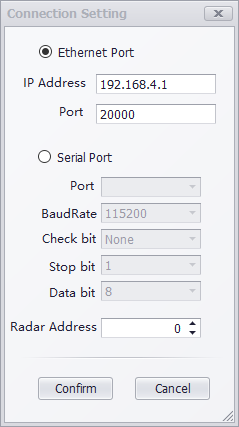 Connection Setting
Ethernet Port
IP Address 192.168.4.1
Port 20000
Serial Port
Port
BaudRate 115200
Check bit None
Stop bit 1
Data bit 8
Radar Address 0
Confirm Cancel